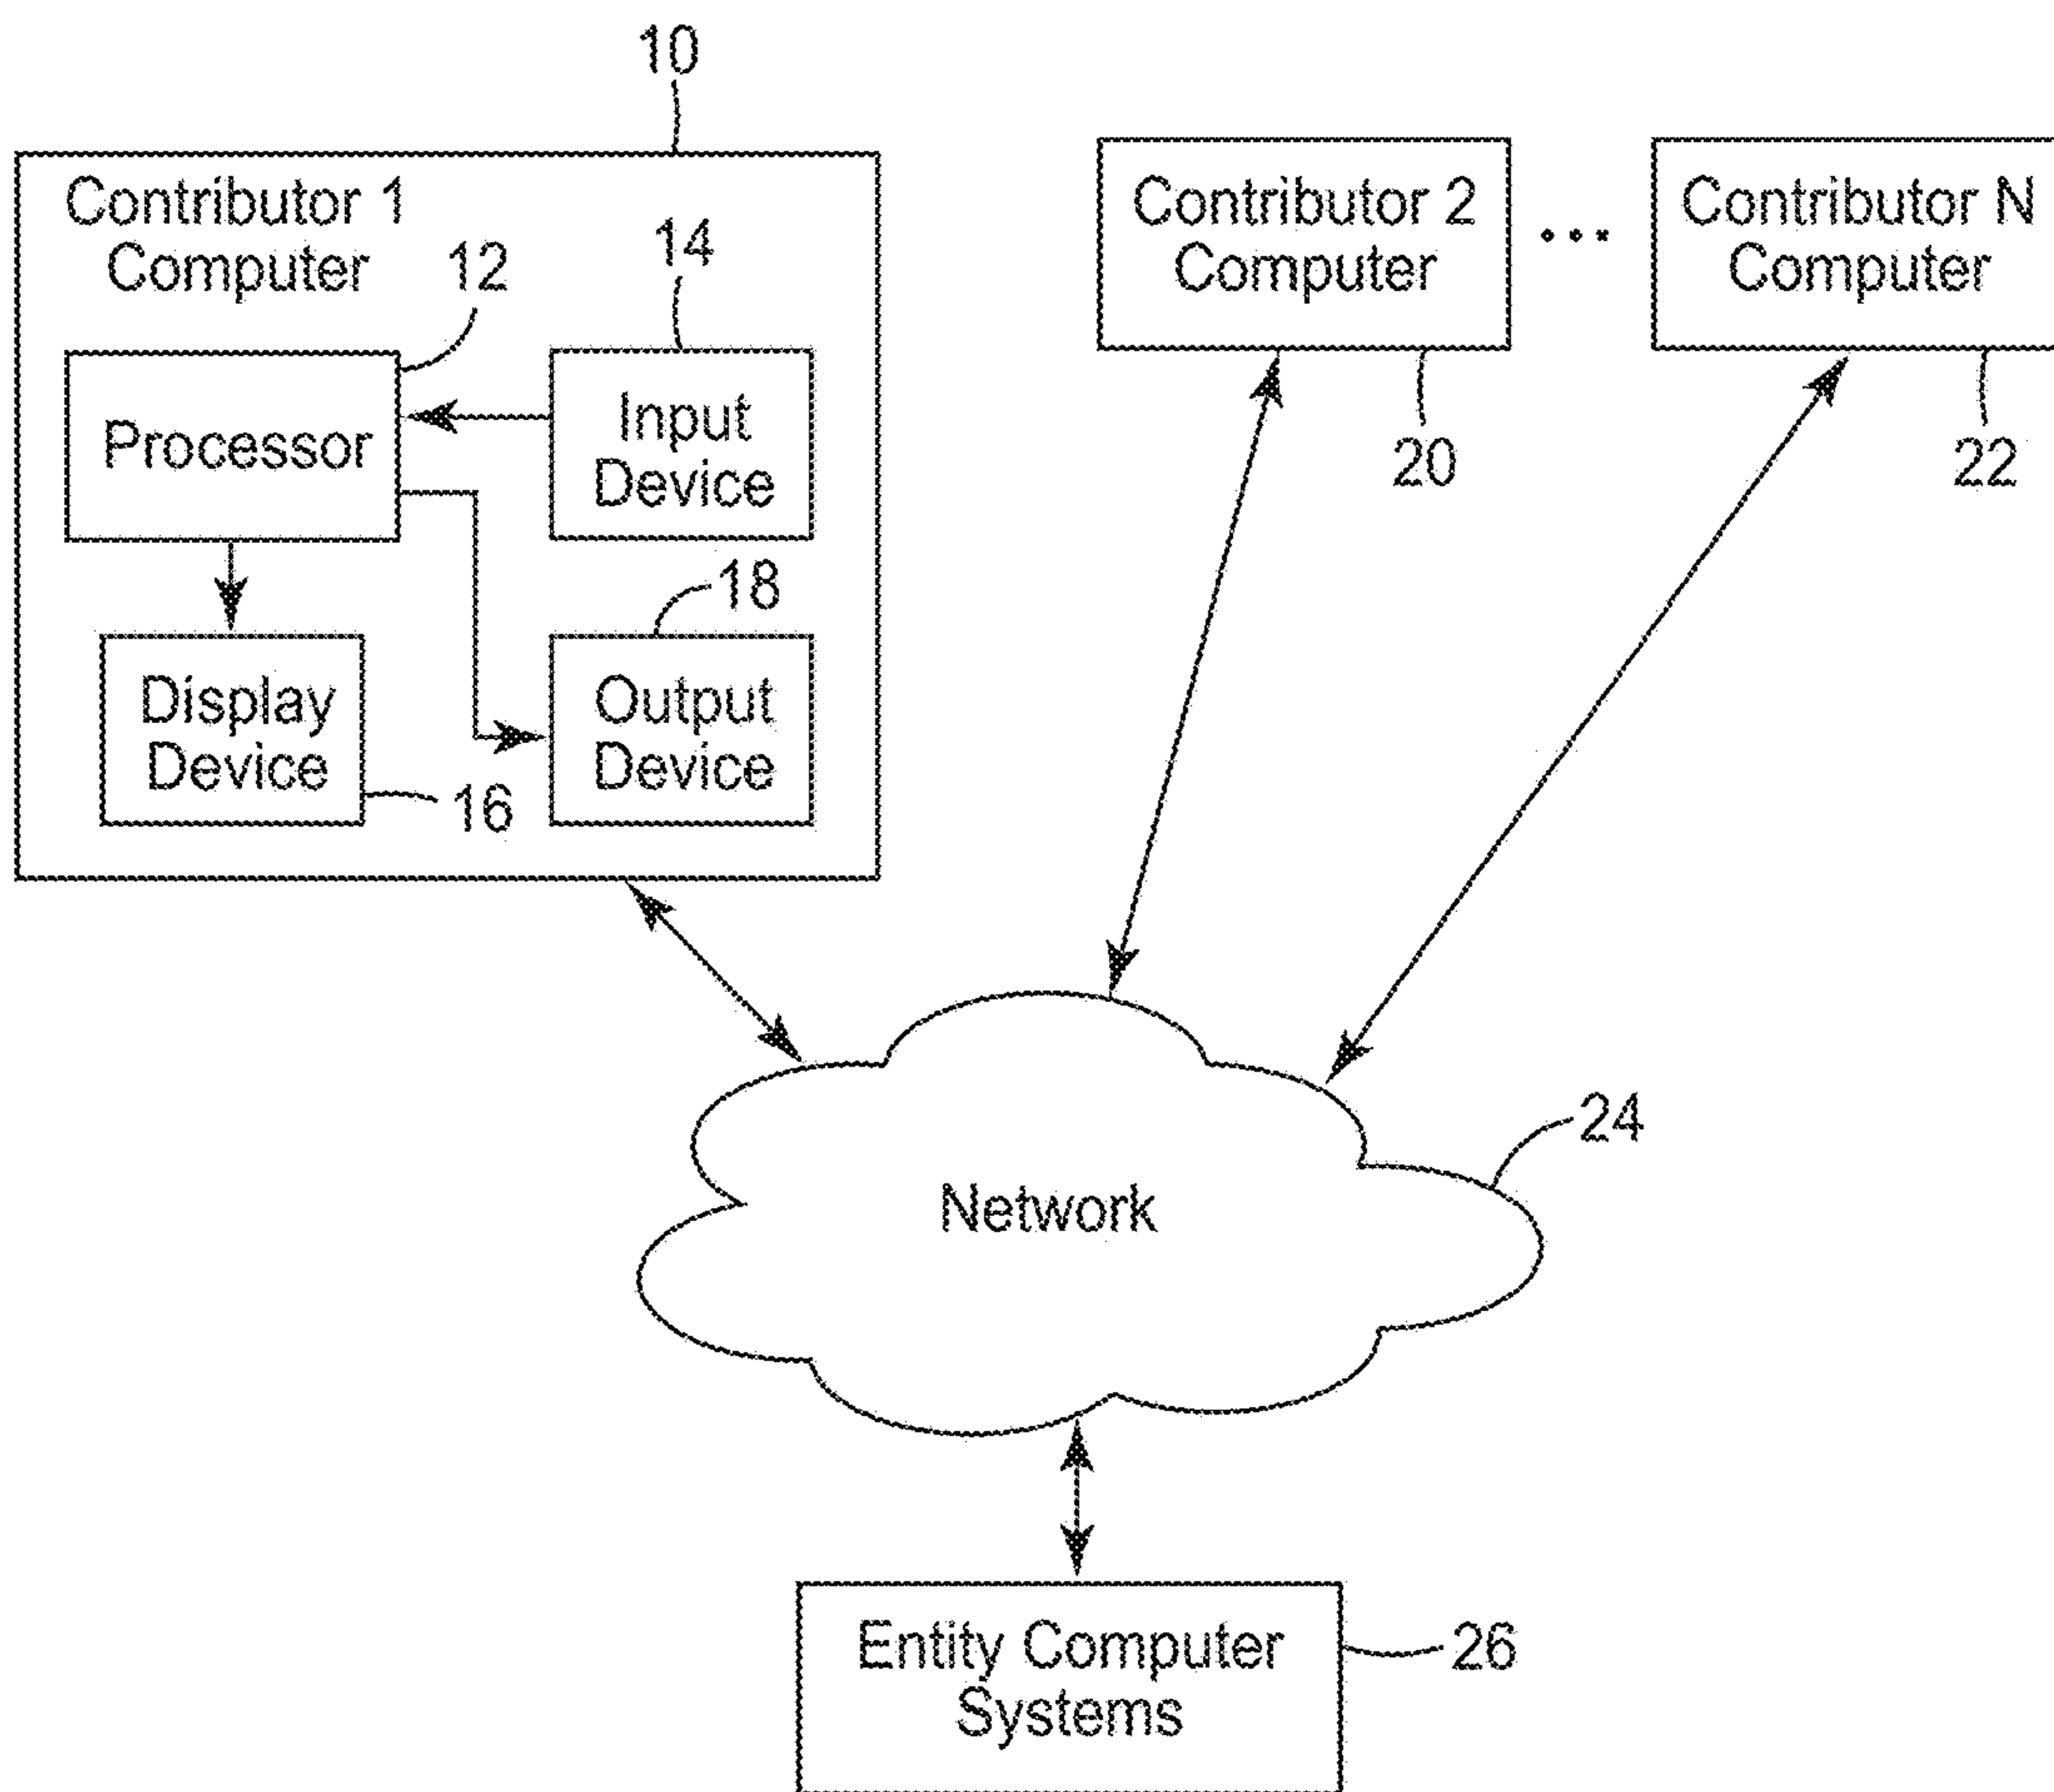 10
Contributor 1
Computer
12
14
Processor
Input
Device
18
Display
Device
16
Output
Device
Contributor 2
Computer
20
...
Contributor N
Computer
22
Network
24
Entity Computer
Systems
26